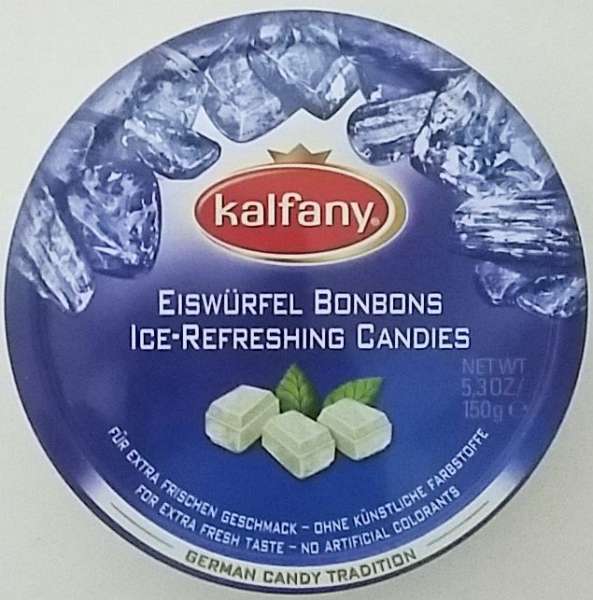 kalfany®
EISWÜRFEL BONBONS
ICE-REFRESHING CANDIES
NET WT
5,3 OZ/
150g ℮
FÜR EXTRA FRISCHEN GESCHMACK – OHNE KÜNSTLICHE FARBSTOFFE
FOR EXTRA FRESH TASTE – NO ARTIFICIAL COLORANTS
GERMAN CANDY TRADITION